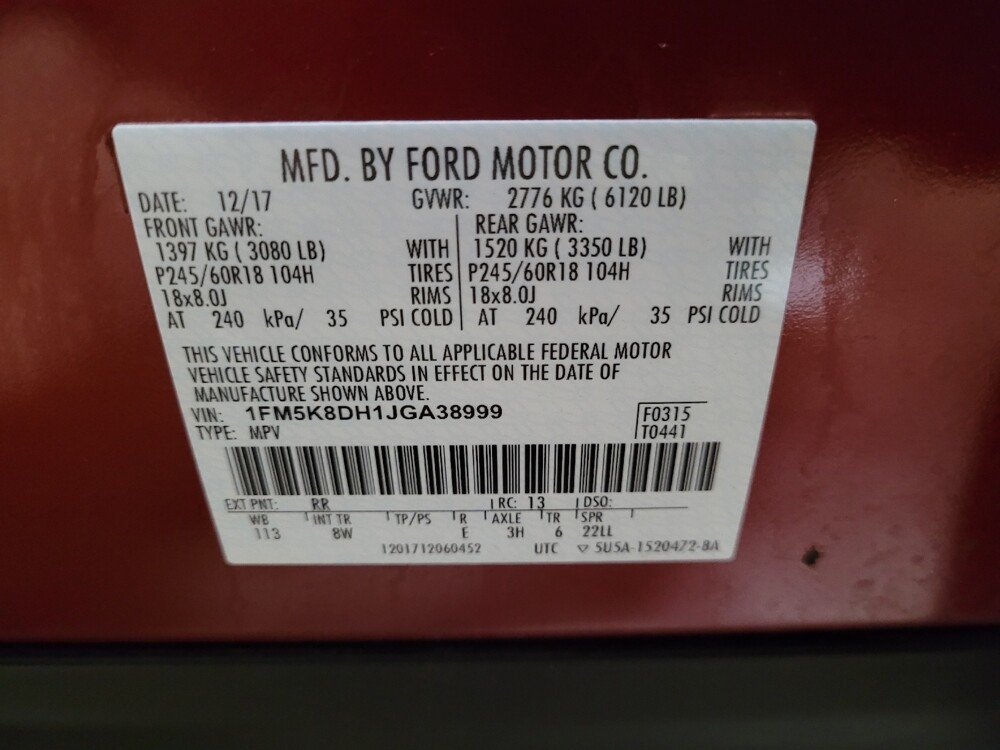 MFD. BY FORD MOTOR CO.
DATE: 12/17 GVWR: 2776 KG ( 6120 LB)
FRONT GAWR: REAR GAWR:
1397 KG ( 3080 LB) WITH 1520 KG ( 3350 LB) WITH
P245/60R18 104H TIRES P245/60R18 104H TIRES
18x8.0J RIMS 18x8.0J RIMS
AT 240 kPa/ 35 PSI COLD AT 240 kPa/ 35 PSI COLD
THIS VEHICLE CONFORMS TO ALL APPLICABLE FEDERAL MOTOR
VEHICLE SAFETY STANDARDS IN EFFECT ON THE DATE OF
MANUFACTURE SHOWN ABOVE.
VIN: 1FM5K8DH1JGA38999 F0315
TYPE: MPV T0441
EXT PNT: RR RC: 13 DSO:
WB INT TR TP/PS R AXLE TR SPR
113 8W E 3H 6 22LL
1201712060452 UTC ▽ 5U5A-1520472-BA